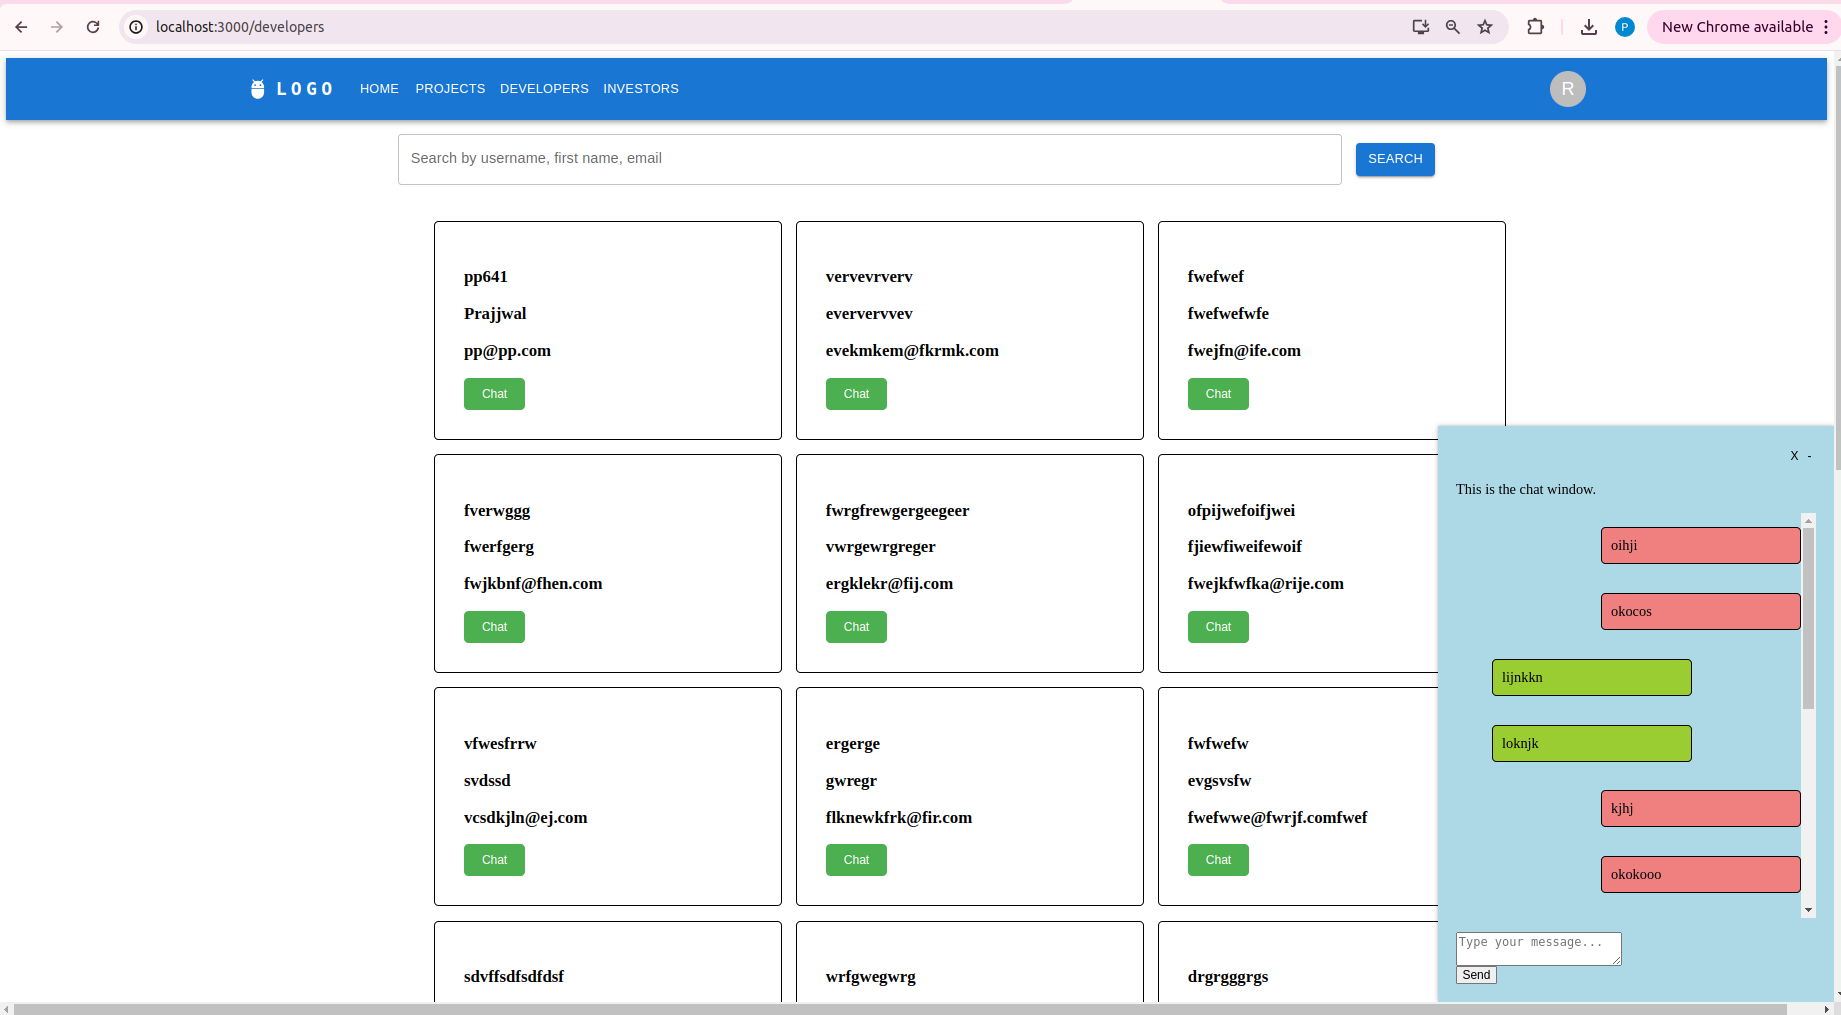 localhost:3000/developers
P
New Chrome available
LOGO HOME PROJECTS DEVELOPERS INVESTORS R
Search by username, first name, email
SEARCH
pp641
Prajjwal
pp@pp.com
Chat
vervevrverv
eververvvev
evekmkem@fkrmk.com
Chat
fwefwef
fwefwefwfe
fwejfn@ife.com
Chat
fverwggg
fwerfgerg
fwjkbnf@fhen.com
Chat
fwrgfrewgergeegeer
vwrgewrgreger
ergklekr@fij.com
Chat
ofpijwefoifjwei
fjiewfiweifewoif
fwejkfwfka@rije.com
Chat
vfwesfrrw
svdssd
vcsdkjln@ej.com
Chat
ergerge
gwregr
flknewkfrk@fir.com
Chat
fwfwefw
evgsvsfw
fwefwwe@fwrjf.comfwef
Chat
sdvffsdfsdfdsf
wrfgwegwrg
drgrgggrgs
X -
This is the chat window.
oihji
okocos
lijnkkn
loknjk
kjhj
okokooo
Type your message...
Send